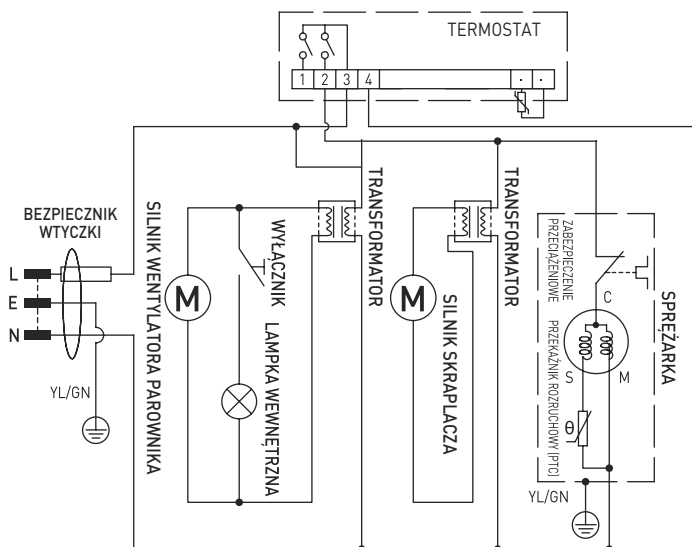 TERMOSTAT
1 2 3 4
BEZPIECZNIK
WTYCZKI
L
E
N
YL/GN
SILNIK WENTYLATORA PAROWNIKA
M
WYŁĄCZNIK
LAMPKA WEWNĘTRZNA
TRANSFORMATOR
M
SILNIK SKRAPLACZA
TRANSFORMATOR
ZABEZPIECZENIE
PRZECIĄŻENIOWE
C
S
M
θ
PRZEKAŹNIK ROZRUCHOWY (PTC)
SPRĘŻARKA
YL/GN